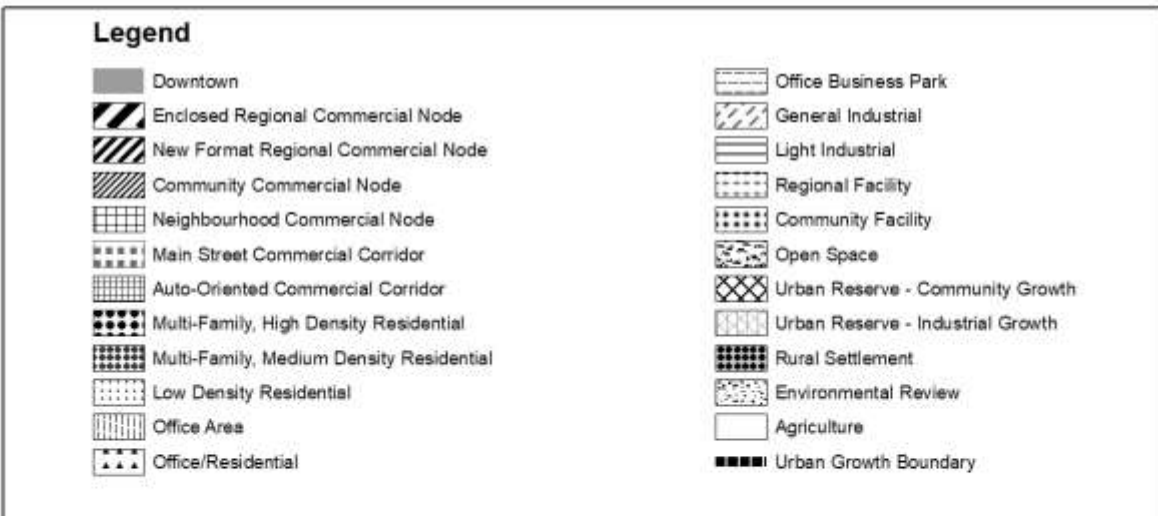 Legend
Downtown
Enclosed Regional Commercial Node
New Format Regional Commercial Node
Community Commercial Node
Neighbourhood Commercial Node
Main Street Commercial Corridor
Auto-Oriented Commercial Corridor
Multi-Family, High Density Residential
Multi-Family, Medium Density Residential
Low Density Residential
Office Area
Office/Residential
Office Business Park
General Industrial
Light Industrial
Regional Facility
Community Facility
Open Space
Urban Reserve - Community Growth
Urban Reserve - Industrial Growth
Rural Settlement
Environmental Review
Agriculture
Urban Growth Boundary